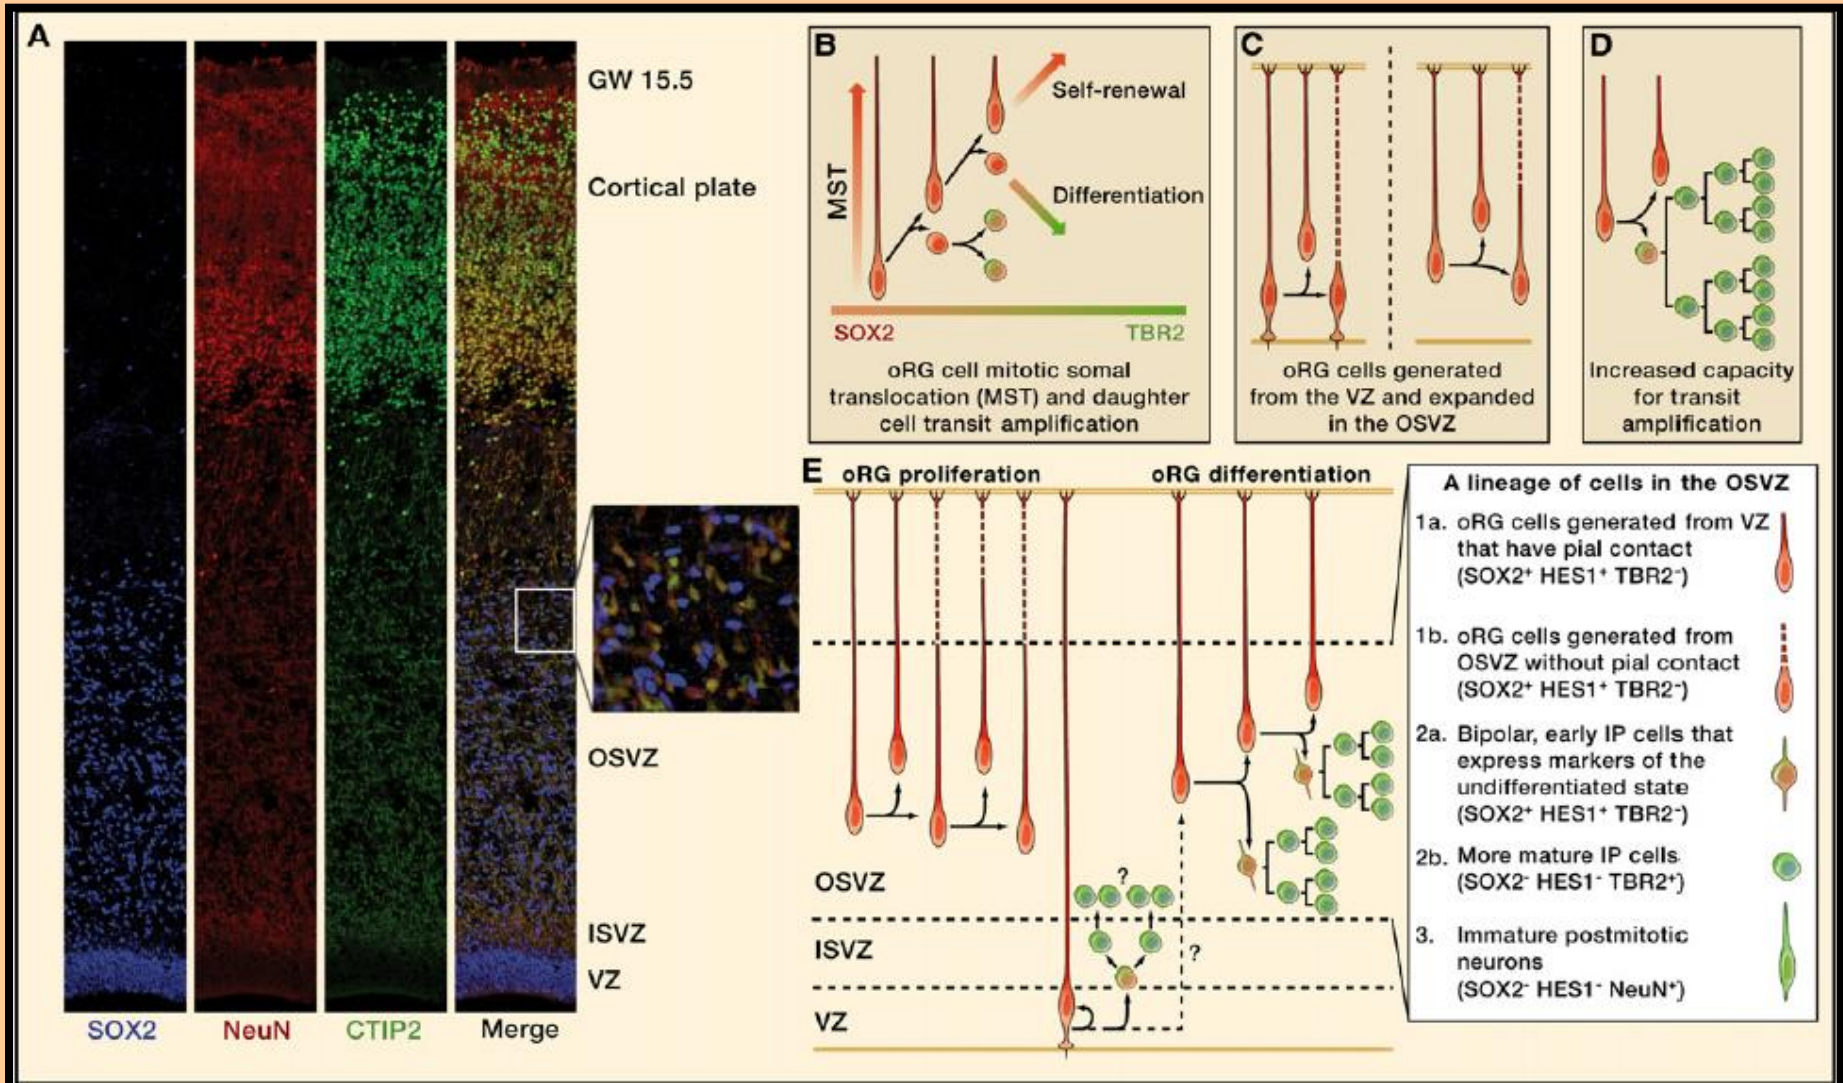 A
GW 15.5
Cortical plate
OSVZ
ISVZ
VZ
SOX2
NeuN
CTIP2
Merge
B
MST
Self-renewal
Differentiation
SOX2
TBR2
oRG cell mitotic somal
translocation (MST) and daughter
cell transit amplification
C
oRG cells generated
from the VZ and expanded
in the OSVZ
D
Increased capacity
for transit
amplification
E
oRG proliferation
oRG differentiation
OSVZ
ISVZ
VZ
?
?
A lineage of cells in the OSVZ
1a. oRG cells generated from VZ
that have pial contact
(SOX2⁺ HES1⁺ TBR2⁻)
1b. oRG cells generated from
OSVZ without pial contact
(SOX2⁺ HES1⁺ TBR2⁻)
2a. Bipolar, early IP cells that
express markers of the
undifferentiated state
(SOX2⁺ HES1⁺ TBR2⁻)
2b. More mature IP cells
(SOX2⁻ HES1⁻ TBR2⁺)
3. Immature postmitotic
neurons
(SOX2⁻ HES1⁻ NeuN⁺)